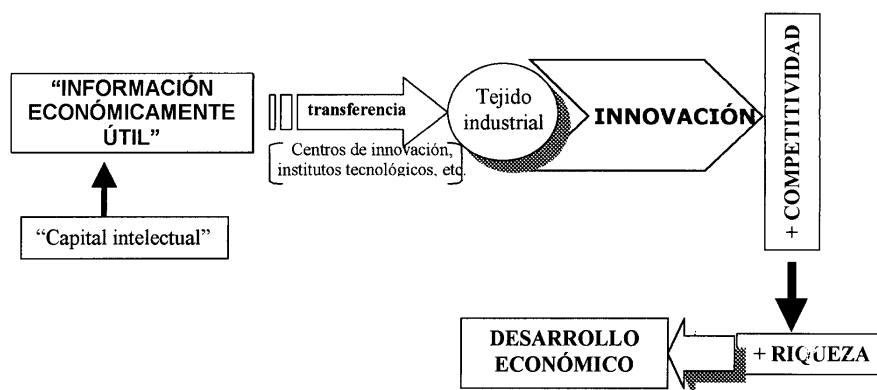 “INFORMACIÓN
ECONÓMICAMENTE
ÚTIL”
“Capital intelectual”
transferencia
Centros de innovación,
institutos tecnológicos, etc.
Tejido
industrial
INNOVACIÓN
+ COMPETITIVIDAD
+ RIQUEZA
DESARROLLO
ECONÓMICO